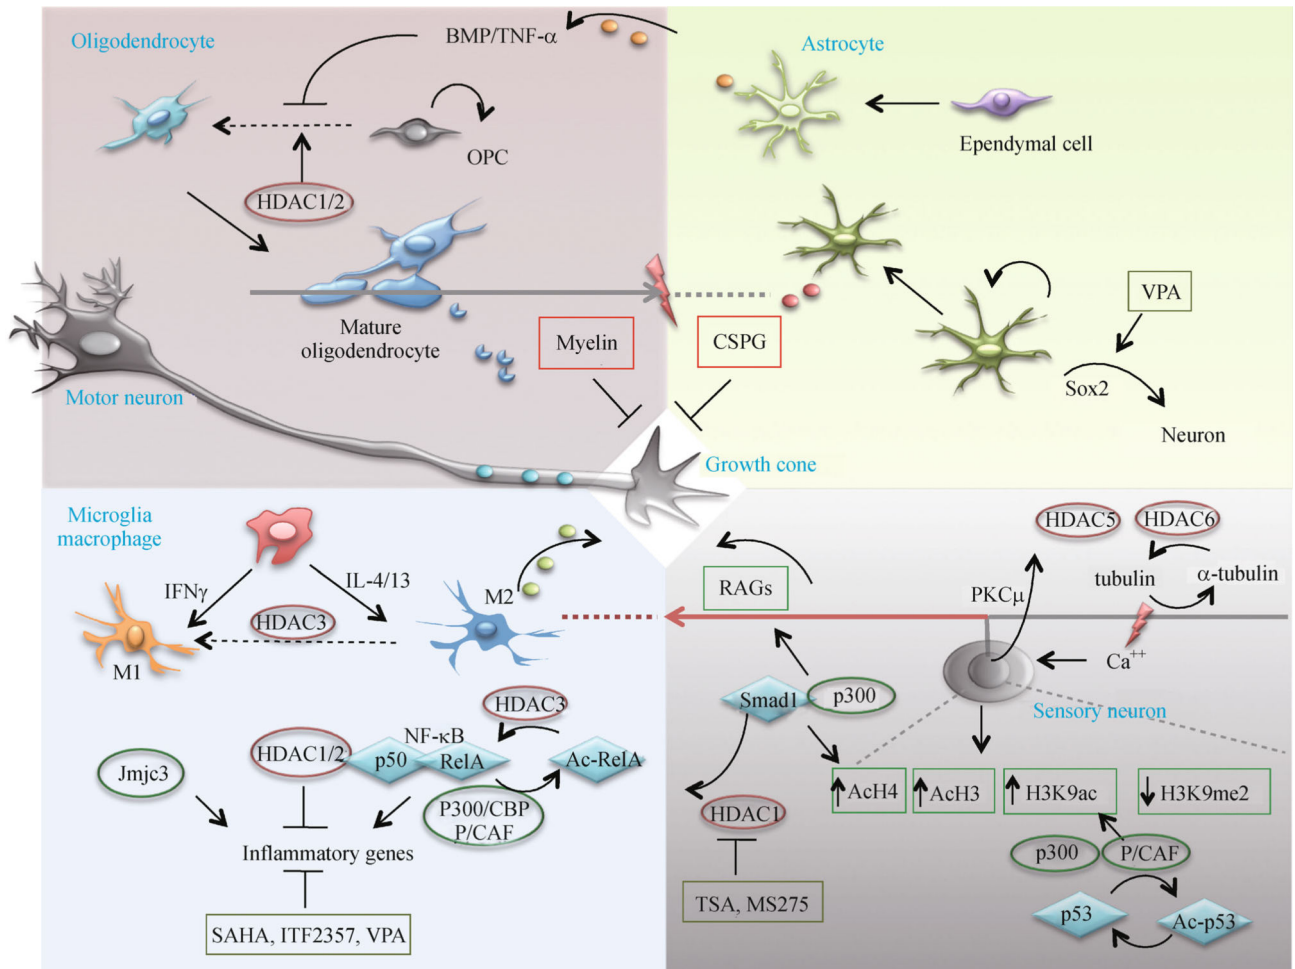 Oligodendrocyte
BMP/TNF-α
OPC
HDAC1/2
Mature
oligodendrocyte
Myelin
Motor neuron
Astrocyte
Ependymal cell
VPA
CSPG
Sox2
Neuron
Growth cone
Microglia
macrophage
IFNγ
IL-4/13
HDAC3
M2
M1
HDAC3
NF-κB
HDAC1/2
p50
RelA
Ac-RelA
Jmjc3
P300/CBP
P/CAF
Inflammatory genes
SAHA, ITF2357, VPA
HDAC5
HDAC6
RAGs
PKCμ
tubulin
α-tubulin
Ca++
Smad1
p300
Sensory neuron
AcH4
AcH3
H3K9ac
H3K9me2
HDAC1
p300
P/CAF
TSA, MS275
p53
Ac-p53